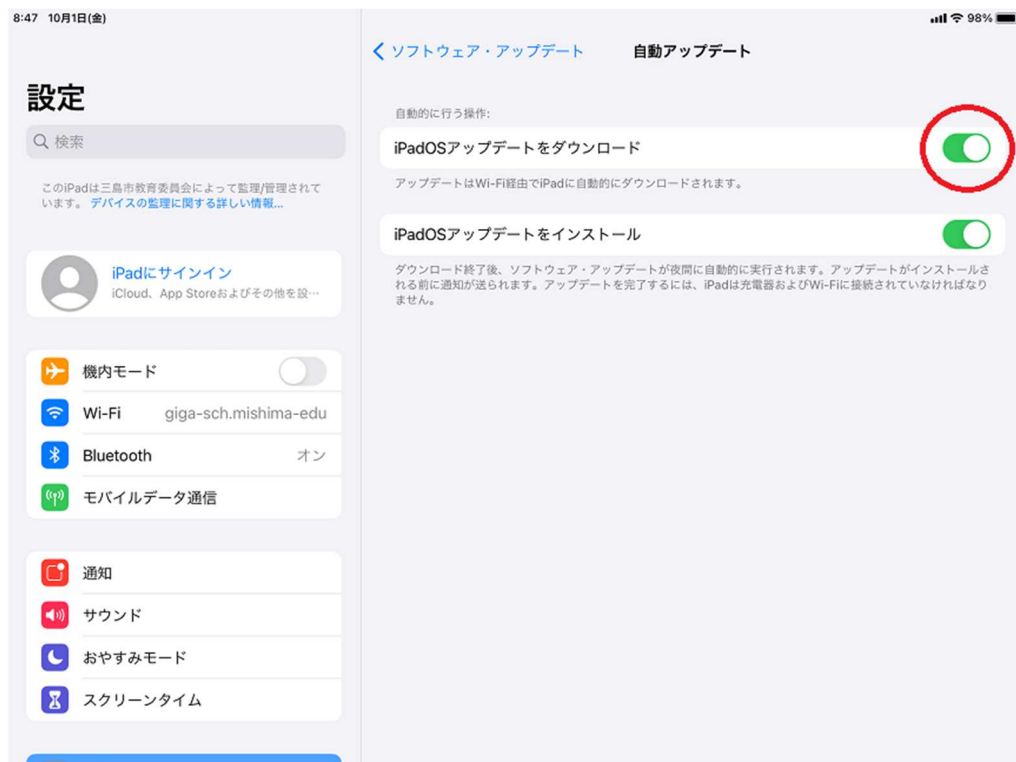 8:47 10月1日(金)
98%
ソフトウェア・アップデート 自動アップデート
設定
検索
このiPadは三島市教育委員会によって監理/管理されて
います。 デバイスの監理に関する詳しい情報...
iPadにサインイン
iCloud、App Storeおよびその他を設…
機内モード
Wi-Fi giga-sch.mishima-edu
Bluetooth オン
モバイルデータ通信
通知
サウンド
おやすみモード
スクリーンタイム
自動的に行う操作:
iPadOSアップデートをダウンロード
アップデートはWi-Fi経由でiPadに自動的にダウンロードされます。
iPadOSアップデートをインストール
ダウンロード終了後、ソフトウェア・アップデートが夜間に自動的に実行されます。アップデートがインストールさ
れる前に通知が送られます。アップデートを完了するには、iPadは充電器およびWi-Fiに接続されていなければなり
ません。